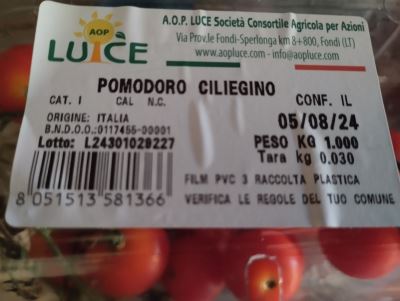 AOP
LUCE
A.O.P. LUCE Società Consortile Agricola per Azioni
Via Prov.le Fondi-Sperlonga km 8+800, Fondi (LT)
www.aopluce.com - info@aopluce.com
POMODORO CILIEGINO
CAT. I CAL N.C. CONF. IL
ORIGINE: ITALIA 05/08/24
B.N.D.O.O.:0117455-00001 PESO KG 1.000
Lotto: L24301029227 Tara kg 0.030
FILM PVC 3 RACCOLTA PLASTICA
8 051513 581366 VERIFICA LE REGOLE DEL TUO COMUNE